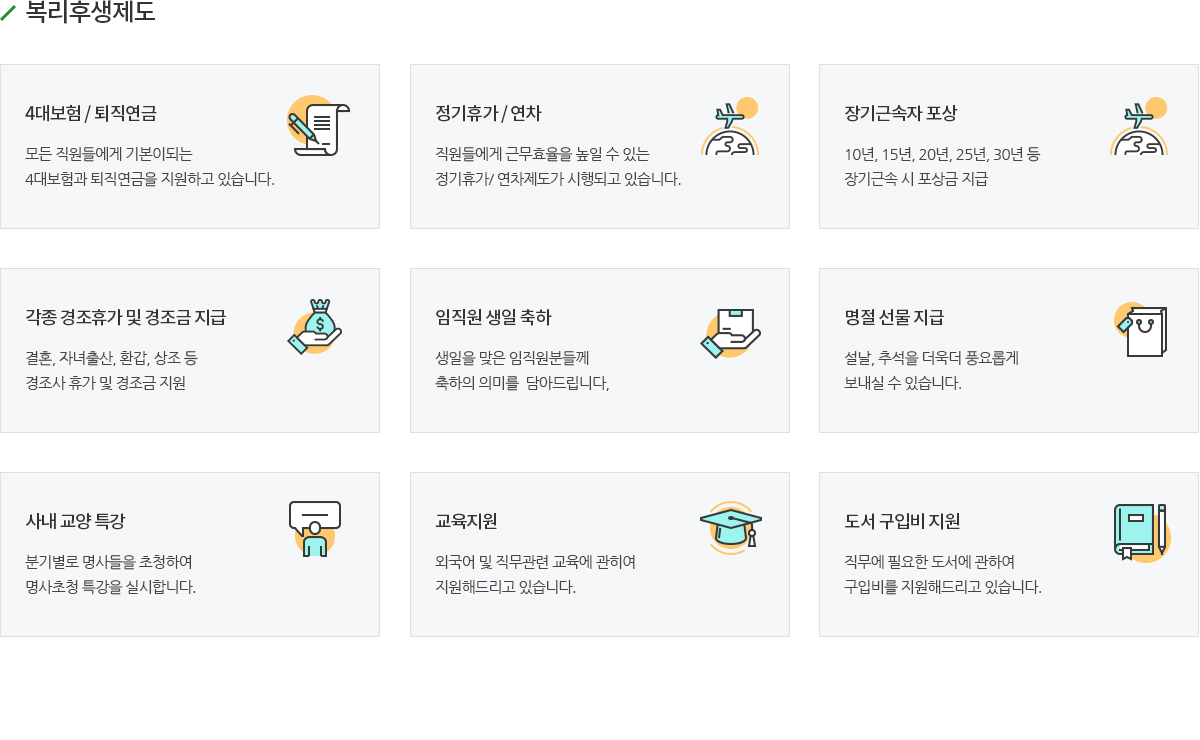 복리후생제도
4대보험 / 퇴직연금
모든 직원들에게 기본이되는
4대보험과 퇴직연금을 지원하고 있습니다.
정기휴가 / 연차
직원들에게 근무효율을 높일 수 있는
정기휴가/ 연차제도가 시행되고 있습니다.
장기근속자 포상
10년, 15년, 20년, 25년, 30년 등
장기근속 시 포상금 지급
각종 경조휴가 및 경조금 지급
결혼, 자녀출산, 환갑, 상조 등
경조사 휴가 및 경조금 지원
임직원 생일 축하
생일을 맞은 임직원분들께
축하의 의미를 담아드립니다,
명절 선물 지급
설날, 추석을 더욱더 풍요롭게
보내실 수 있습니다.
사내 교양 특강
분기별로 명사들을 초청하여
명사초청 특강을 실시합니다.
교육지원
외국어 및 직무관련 교육에 관히여
지원해드리고 있습니다.
도서 구입비 지원
직무에 필요한 도서에 관하여
구입비를 지원해드리고 있습니다.